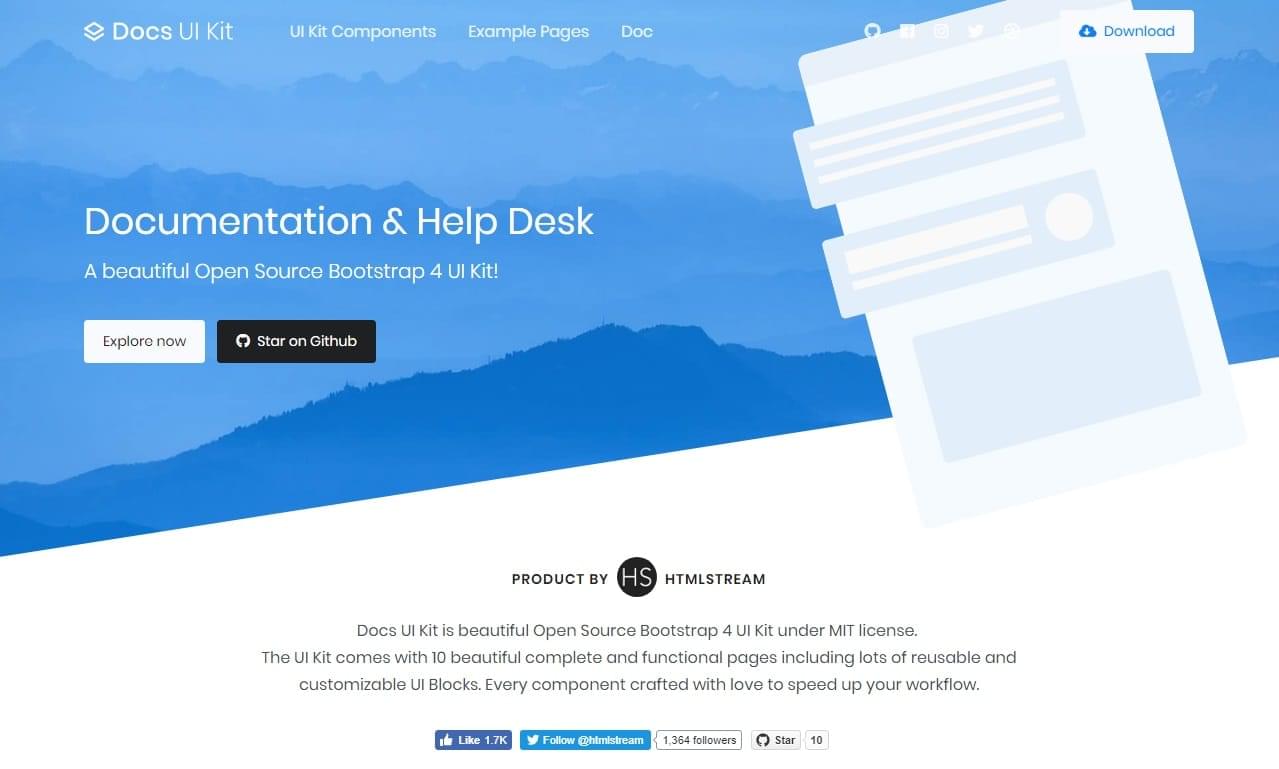 Docs UI Kit
UI Kit Components
Example Pages
Doc
Download
Documentation & Help Desk
A beautiful Open Source Bootstrap 4 UI Kit!
Explore now
Star on Github
PRODUCT BY HS HTMLSTREAM
Docs UI Kit is beautiful Open Source Bootstrap 4 UI Kit under MIT license.
The UI Kit comes with 10 beautiful complete and functional pages including lots of reusable and
customizable UI Blocks. Every component crafted with love to speed up your workflow.
Like 1.7K
Follow @htmlstream
1,364 followers
Star
10